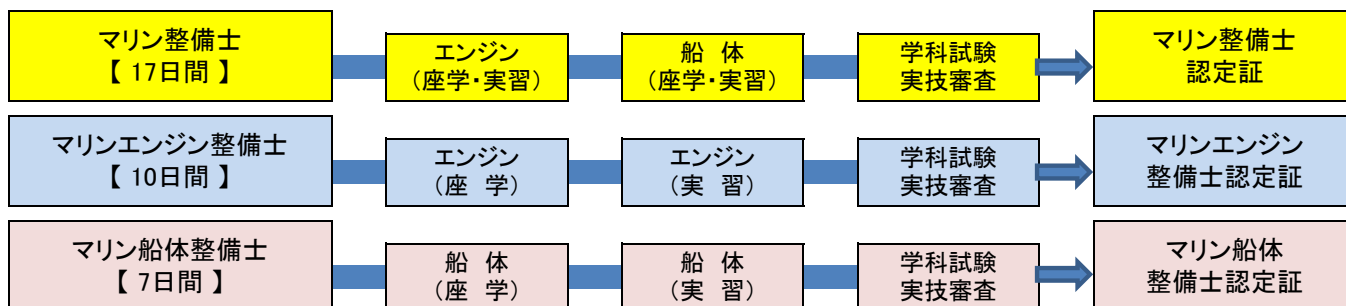 マリン整備士
【 17日間 】
エンジン
（座学・実習）
船 体
（座学・実習）
学科試験
実技審査
マリン整備士
認定証
マリンエンジン整備士
【 10日間 】
エンジン
（座 学）
エンジン
（実 習）
学科試験
実技審査
マリンエンジン
整備士認定証
マリン船体整備士
【 7日間 】
船 体
（座 学）
船 体
（実 習）
学科試験
実技審査
マリン船体
整備士認定証